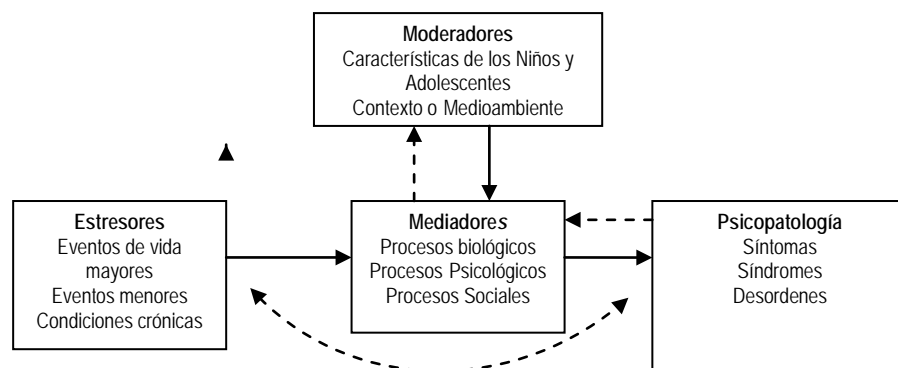 Moderadores
Características de los Niños y
Adolescentes
Contexto o Medioambiente
Estresores
Eventos de vida
mayores
Eventos menores
Condiciones crónicas
Mediadores
Procesos biológicos
Procesos Psicológicos
Procesos Sociales
Psicopatología
Síntomas
Síndromes
Desordenes